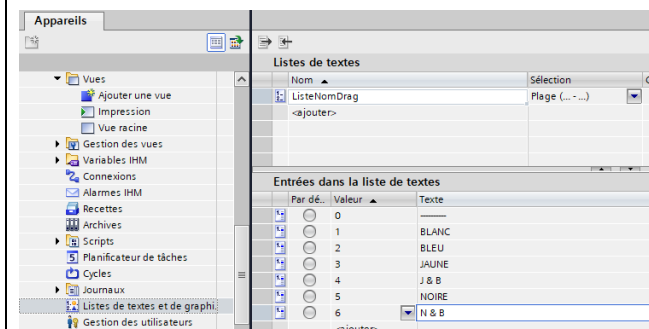 Appareils
Listes de textes
Nom Sélection
Vues
Ajouter une vue
Impression
Vue racine
Gestion des vues
Variables IHM
Connexions
Alarmes IHM
Recettes
Archives
Scripts
Planificateur de tâches
Cycles
Journaux
Listes de textes et de graphi.
Gestion des utilisateurs
ListeNomDrag Plage (... - ...)
<ajouter>
Entrées dans la liste de textes
Par dé.. Valeur Texte
0 ——
1 BLANC
2 BLEU
3 JAUNE
4 J & B
5 NOIRE
6 N & B